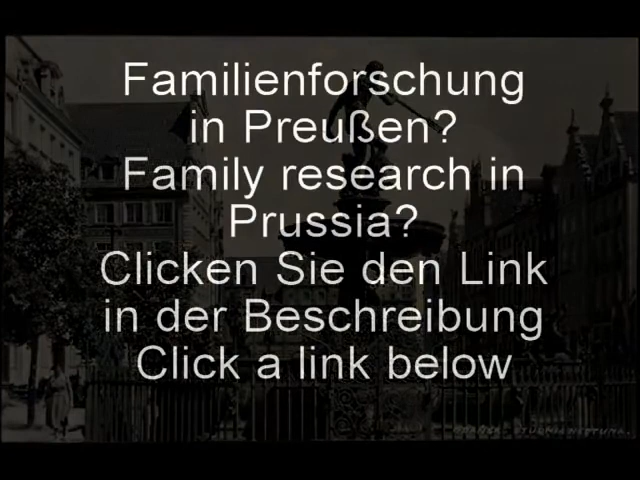 Familienforschung
in Preußen?
Family research in
Prussia?
Clicken Sie den Link
in der Beschreibung
Click a link below